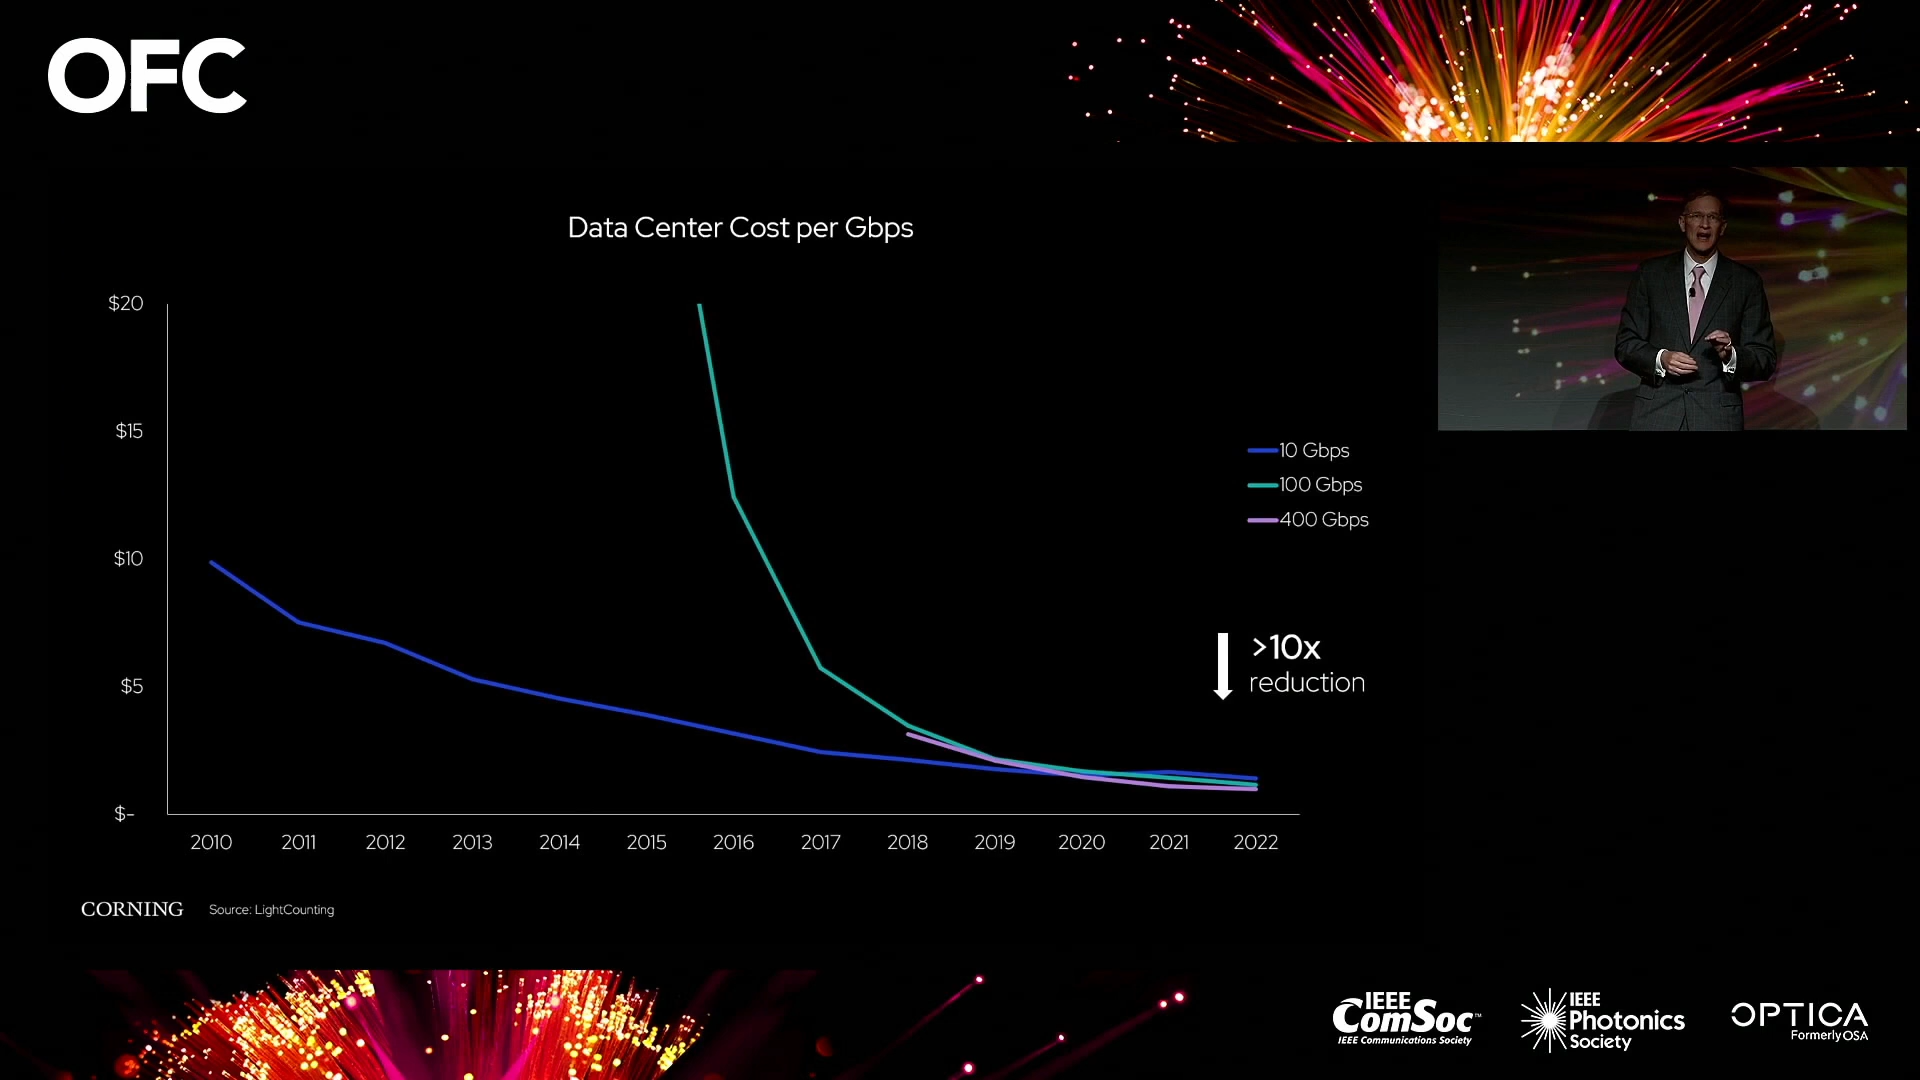 OFC
Data Center Cost per Gbps
$20
$15
$10
$5
$-
10 Gbps
100 Gbps
400 Gbps
>10x
reduction
2010 2011 2012 2013 2014 2015 2016 2017 2018 2019 2020 2021 2022
CORNING Source: LightCounting
IEEE
ComSoc™
IEEE Communications Society
IEEE
Photonics
Society
OPTICA
Formerly OSA